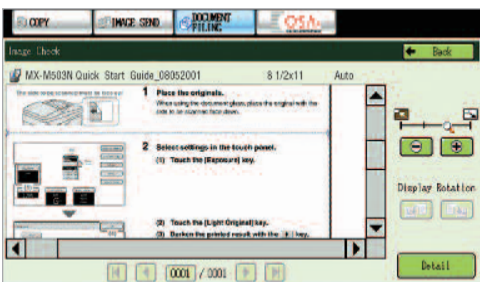 COPY
IMAGE SEND
DOCUMENT FILING
OSA
Image Check
Back
MX-M503N Quick Start Guide_08052001
8 1/2x11
Auto
1 Place the originals.
When using the document glass, place the original with the
side to be scanned face down.
2 Select settings in the touch panel.
(1) Touch the [Exposure] key.
(2) Touch the [Light Original] key.
(3) Darken the printed result with the key.
Display Rotation
0001 / 0001
Detail